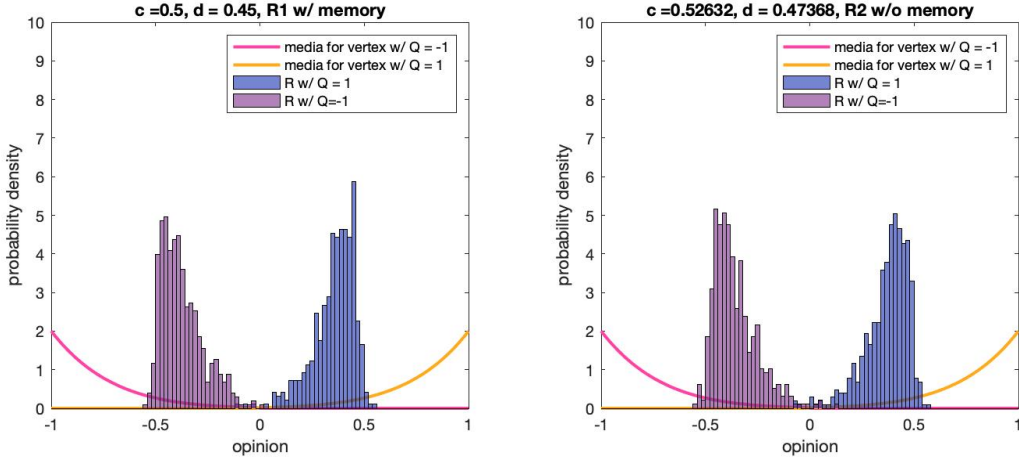 c =0.5, d = 0.45, R1 w/ memory
10
9
8
7
6
5
4
3
2
1
0
probability density
media for vertex w/ Q = -1
media for vertex w/ Q = 1
R w/ Q = 1
R w/ Q=-1
-1 -0.5 0 0.5 1
opinion
c =0.52632, d = 0.47368, R2 w/o memory
10
9
8
7
6
5
4
3
2
1
0
probability density
media for vertex w/ Q = -1
media for vertex w/ Q = 1
R w/ Q = 1
R w/ Q=-1
-1 -0.5 0 0.5 1
opinion